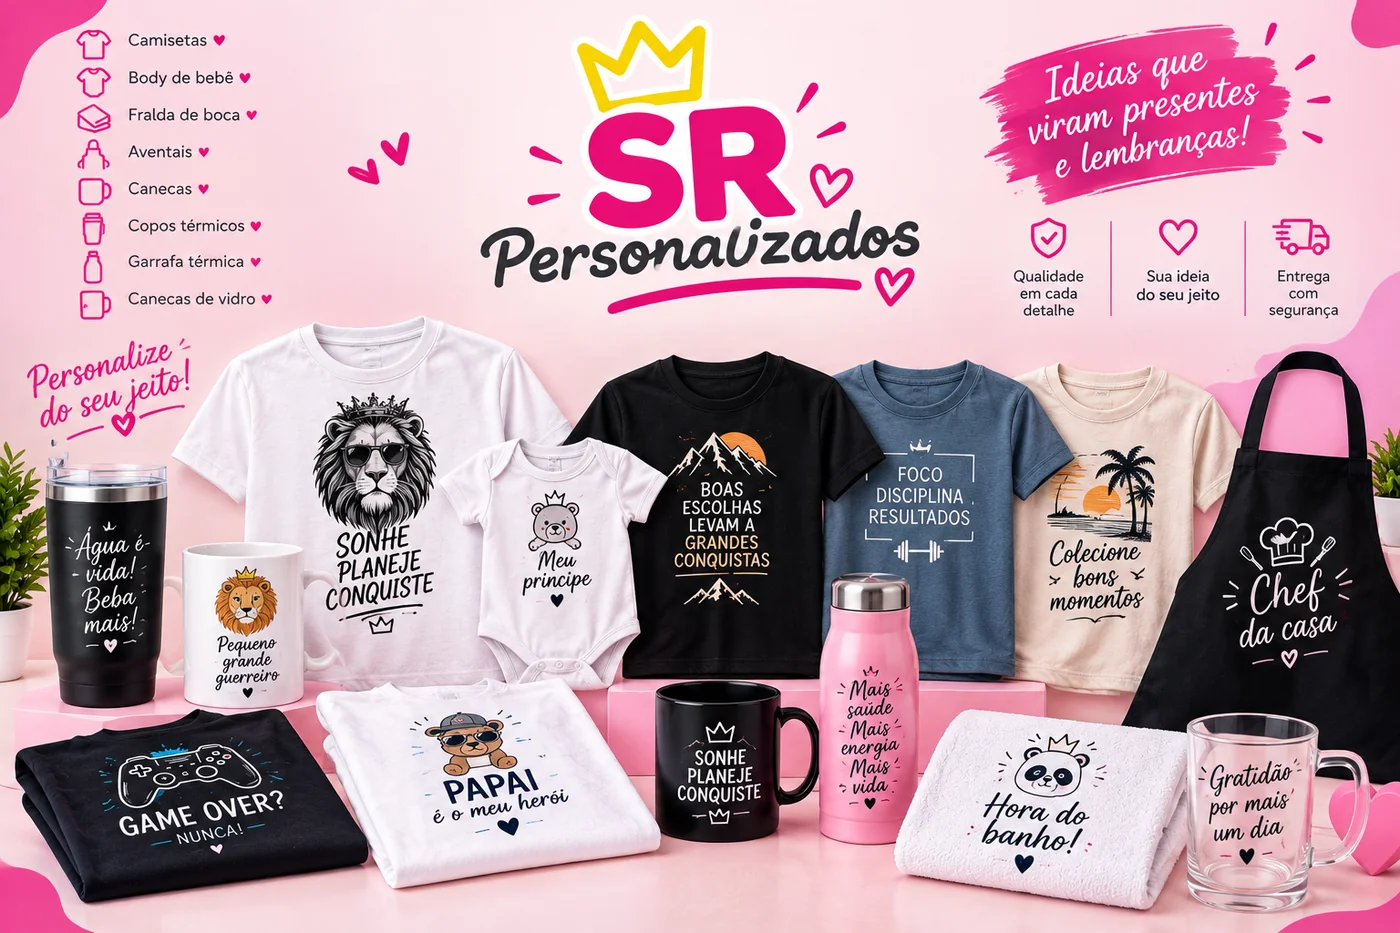 Camisetas
Body de bebê
Fralda de boca
Aventais
Canecas
Copos térmicos
Garrafa térmica
Canecas de vidro
Personalize
do seu jeito!
SR
Personalizados
Ideias que
viram presentes
e lembranças!
Qualidade
em cada
detalhe
Sua ideia
do seu jeito
Entrega
com
segurança
Água é
vida!
Beba
mais!
Pequeno
grande
guerreiro
SONHE
PLANEJE
CONQUISTE
Meu
príncipe
BOAS
ESCOLHAS
LEVAM A
GRANDES
CONQUISTAS
FOCO
DISCIPLINA
RESULTADOS
Colecione
bons
momentos
Chef
da casa
GAME OVER?
NUNCA!
PAPAI
é o meu herói
SONHE
PLANEJE
CONQUISTE
Mais
saúde
Mais
energia
Mais
vida
Hora do
banho!
Gratidão
por mais
um dia